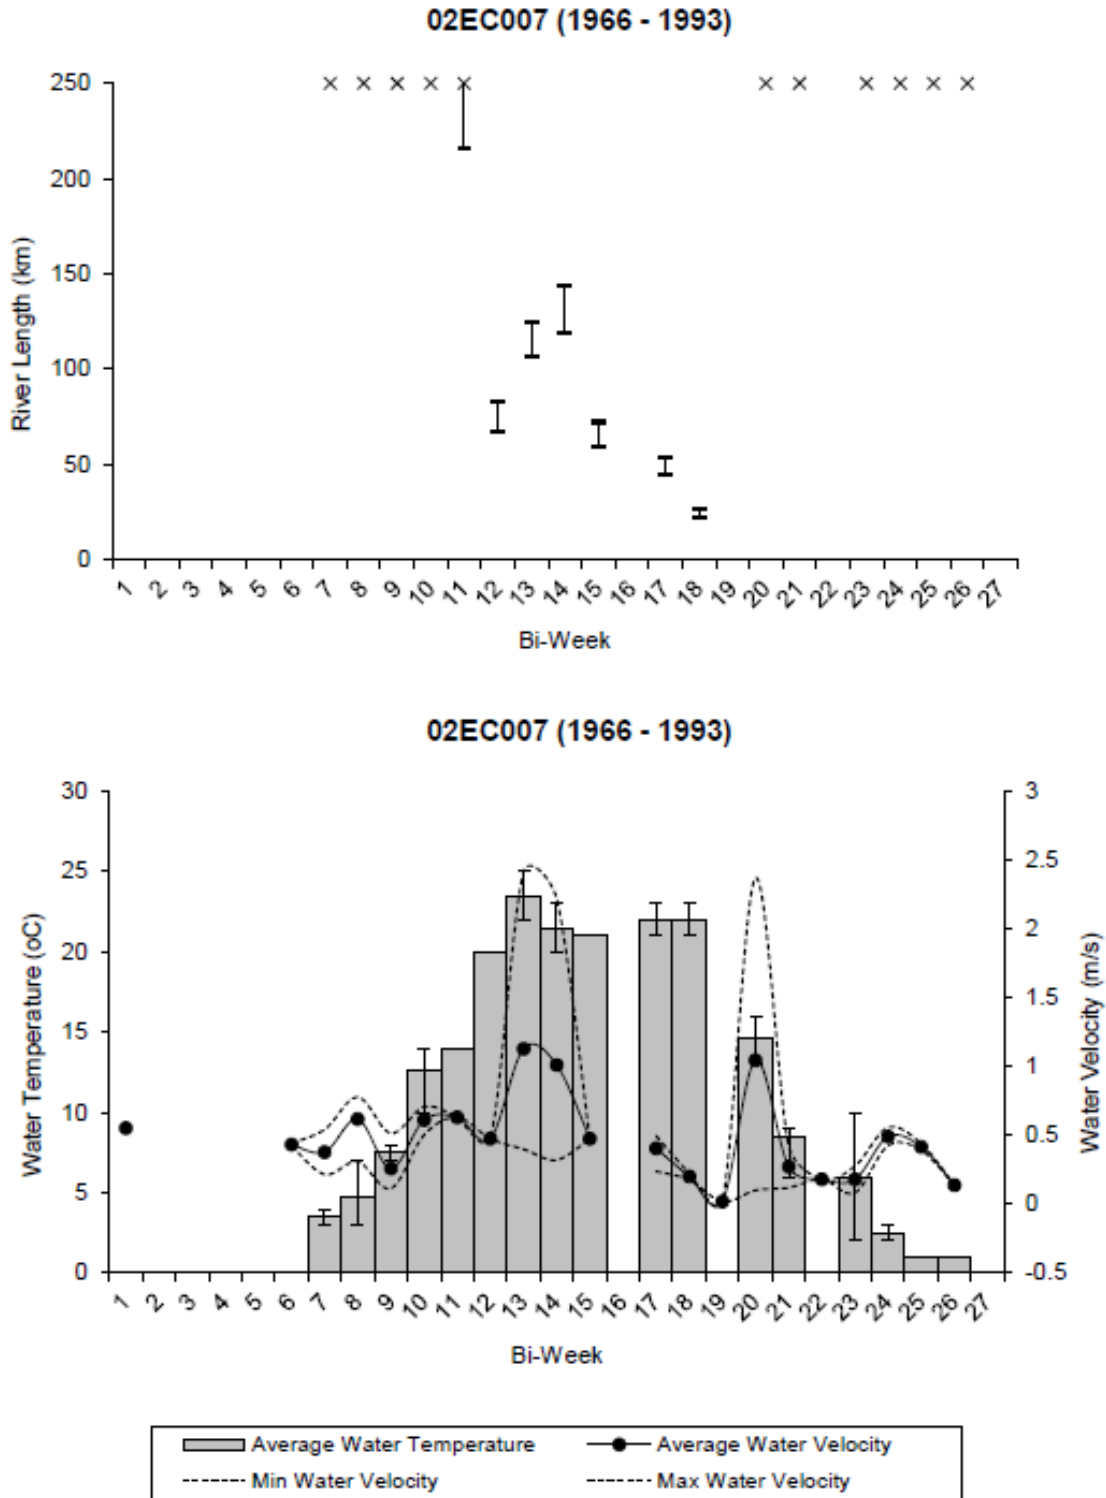 02EC007 (1966 - 1993)
River Length (km)
250
200
150
100
50
0
1 2 3 4 5 6 7 8 9 10 11 12 13 14 15 16 17 18 19 20 21 22 23 24 25 26 27
Bi-Week
02EC007 (1966 - 1993)
Water Temperature (oC)
30
25
20
15
10
5
0
3
2.5
2
1.5
1
0.5
0
-0.5
Water Velocity (m/s)
1 2 3 4 5 6 7 8 9 10 11 12 13 14 15 16 17 18 19 20 21 22 23 24 25 26 27
Bi-Week
Average Water Temperature Average Water Velocity
Min Water Velocity Max Water Velocity